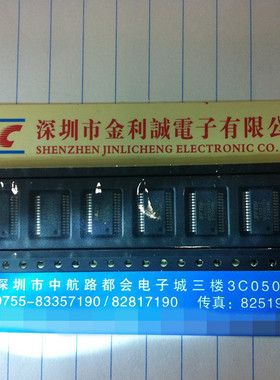 C
深圳市金利誠電子有限公
SHENZHEN JINLICHENG ELECTRONIC CO.
深圳市中航路都会电子城三楼3C050
0755-83357190 / 82817190 传真：82519